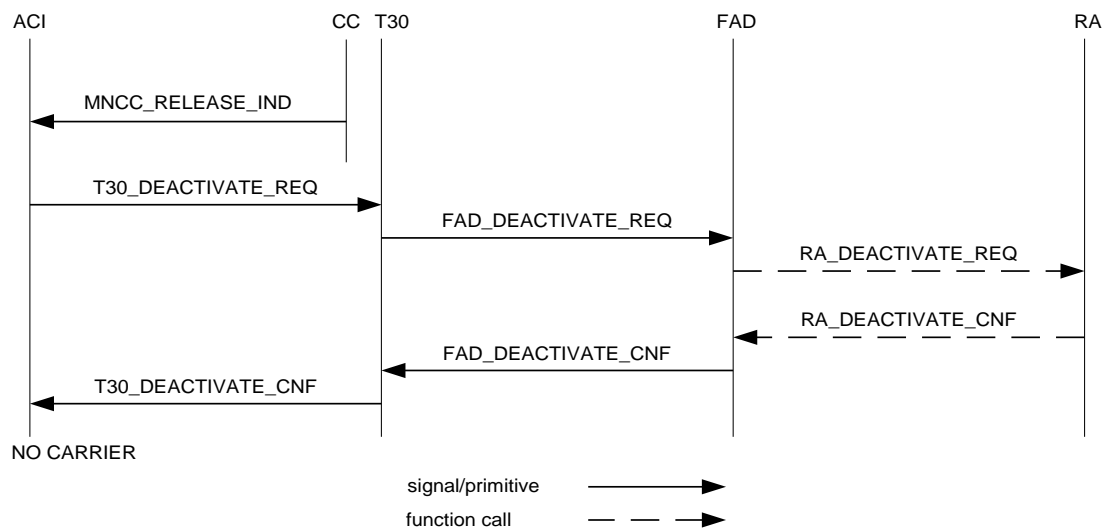 ACI CC T30 FAD RA
MNCC_RELEASE_IND
T30_DEACTIVATE_REQ
FAD_DEACTIVATE_REQ
RA_DEACTIVATE_REQ
RA_DEACTIVATE_CNF
FAD_DEACTIVATE_CNF
T30_DEACTIVATE_CNF
NO CARRIER
signal/primitive
function call